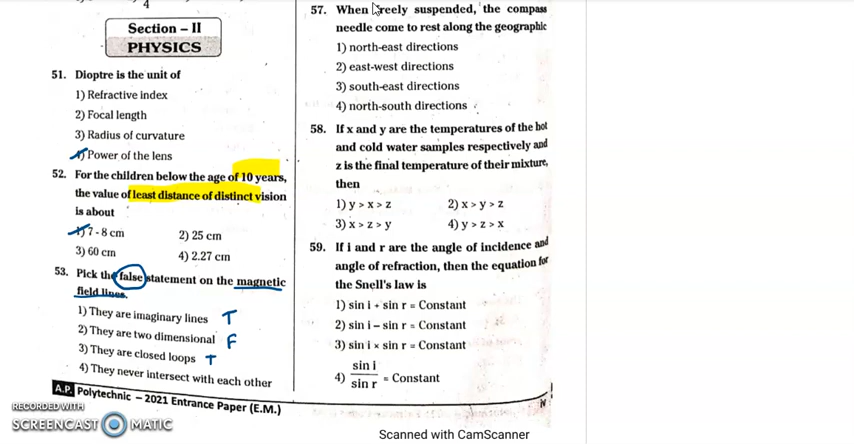 4
Section – II
PHYSICS
51. Dioptre is the unit of
1) Refractive index
2) Focal length
3) Radius of curvature
4) Power of the lens
52. For the children below the age of 10 years,
the value of least distance of distinct vision
is about
1) 7 - 8 cm 2) 25 cm
3) 60 cm 4) 2.27 cm
53. Pick the false statement on the magnetic
field lines.
1) They are imaginary lines T
2) They are two dimensional F
3) They are closed loops T
4) They never intersect with each other
A.P. Polytechnic – 2021 Entrance Paper (E.M.)
RECORDED WITH
SCREENCAST MATIC
57. When freely suspended, the compass
needle come to rest along the geographic
1) north-east directions
2) east-west directions
3) south-east directions
4) north-south directions
58. If x and y are the temperatures of the hot
and cold water samples respectively and
z is the final temperature of their mixture,
then
1) y > x > z 2) x > y > z
3) x > z > y 4) y > z > x
59. If i and r are the angle of incidence and
angle of refraction, then the equation for
the Snell's law is
1) sin i + sin r = Constant
2) sin i – sin r = Constant
3) sin i × sin r = Constant
4) sin i / sin r = Constant
N
Scanned with CamScanner